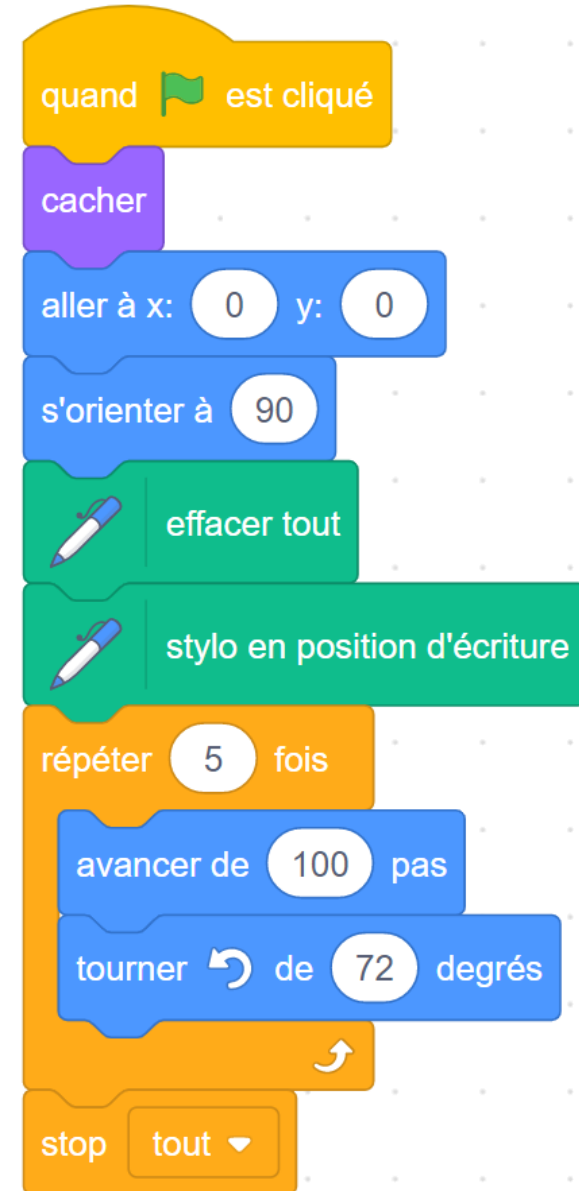 quand est cliqué
cacher
aller à x: 0 y: 0
s'orienter à 90
effacer tout
stylo en position d'écriture
répéter 5 fois
avancer de 100 pas
tourner de 72 degrés
stop tout